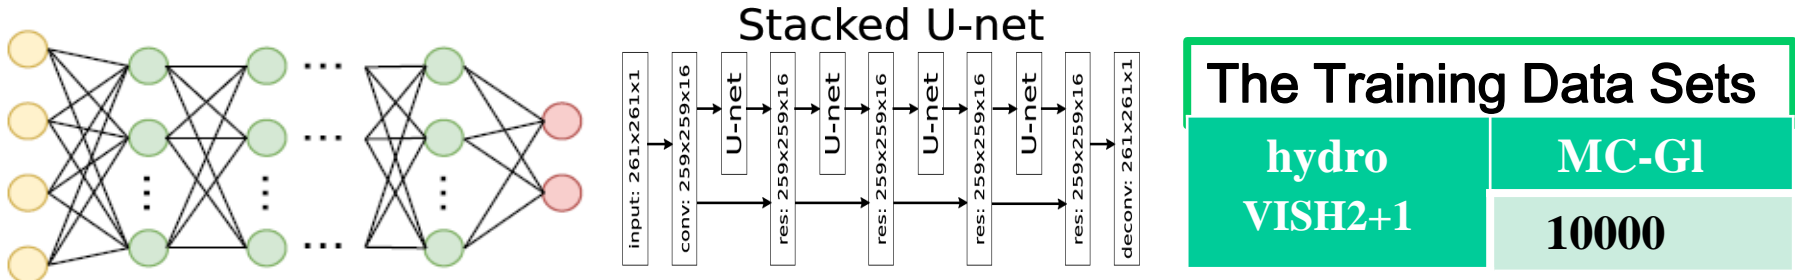 Stacked U-net
input: 261x261x1
conv: 259x259x16
U-net
res: 259x259x16
U-net
res: 259x259x16
U-net
res: 259x259x16
U-net
res: 259x259x16
deconv: 261x261x1
The Training Data Sets
hydro
VISH2+1
MC-Gl
10000